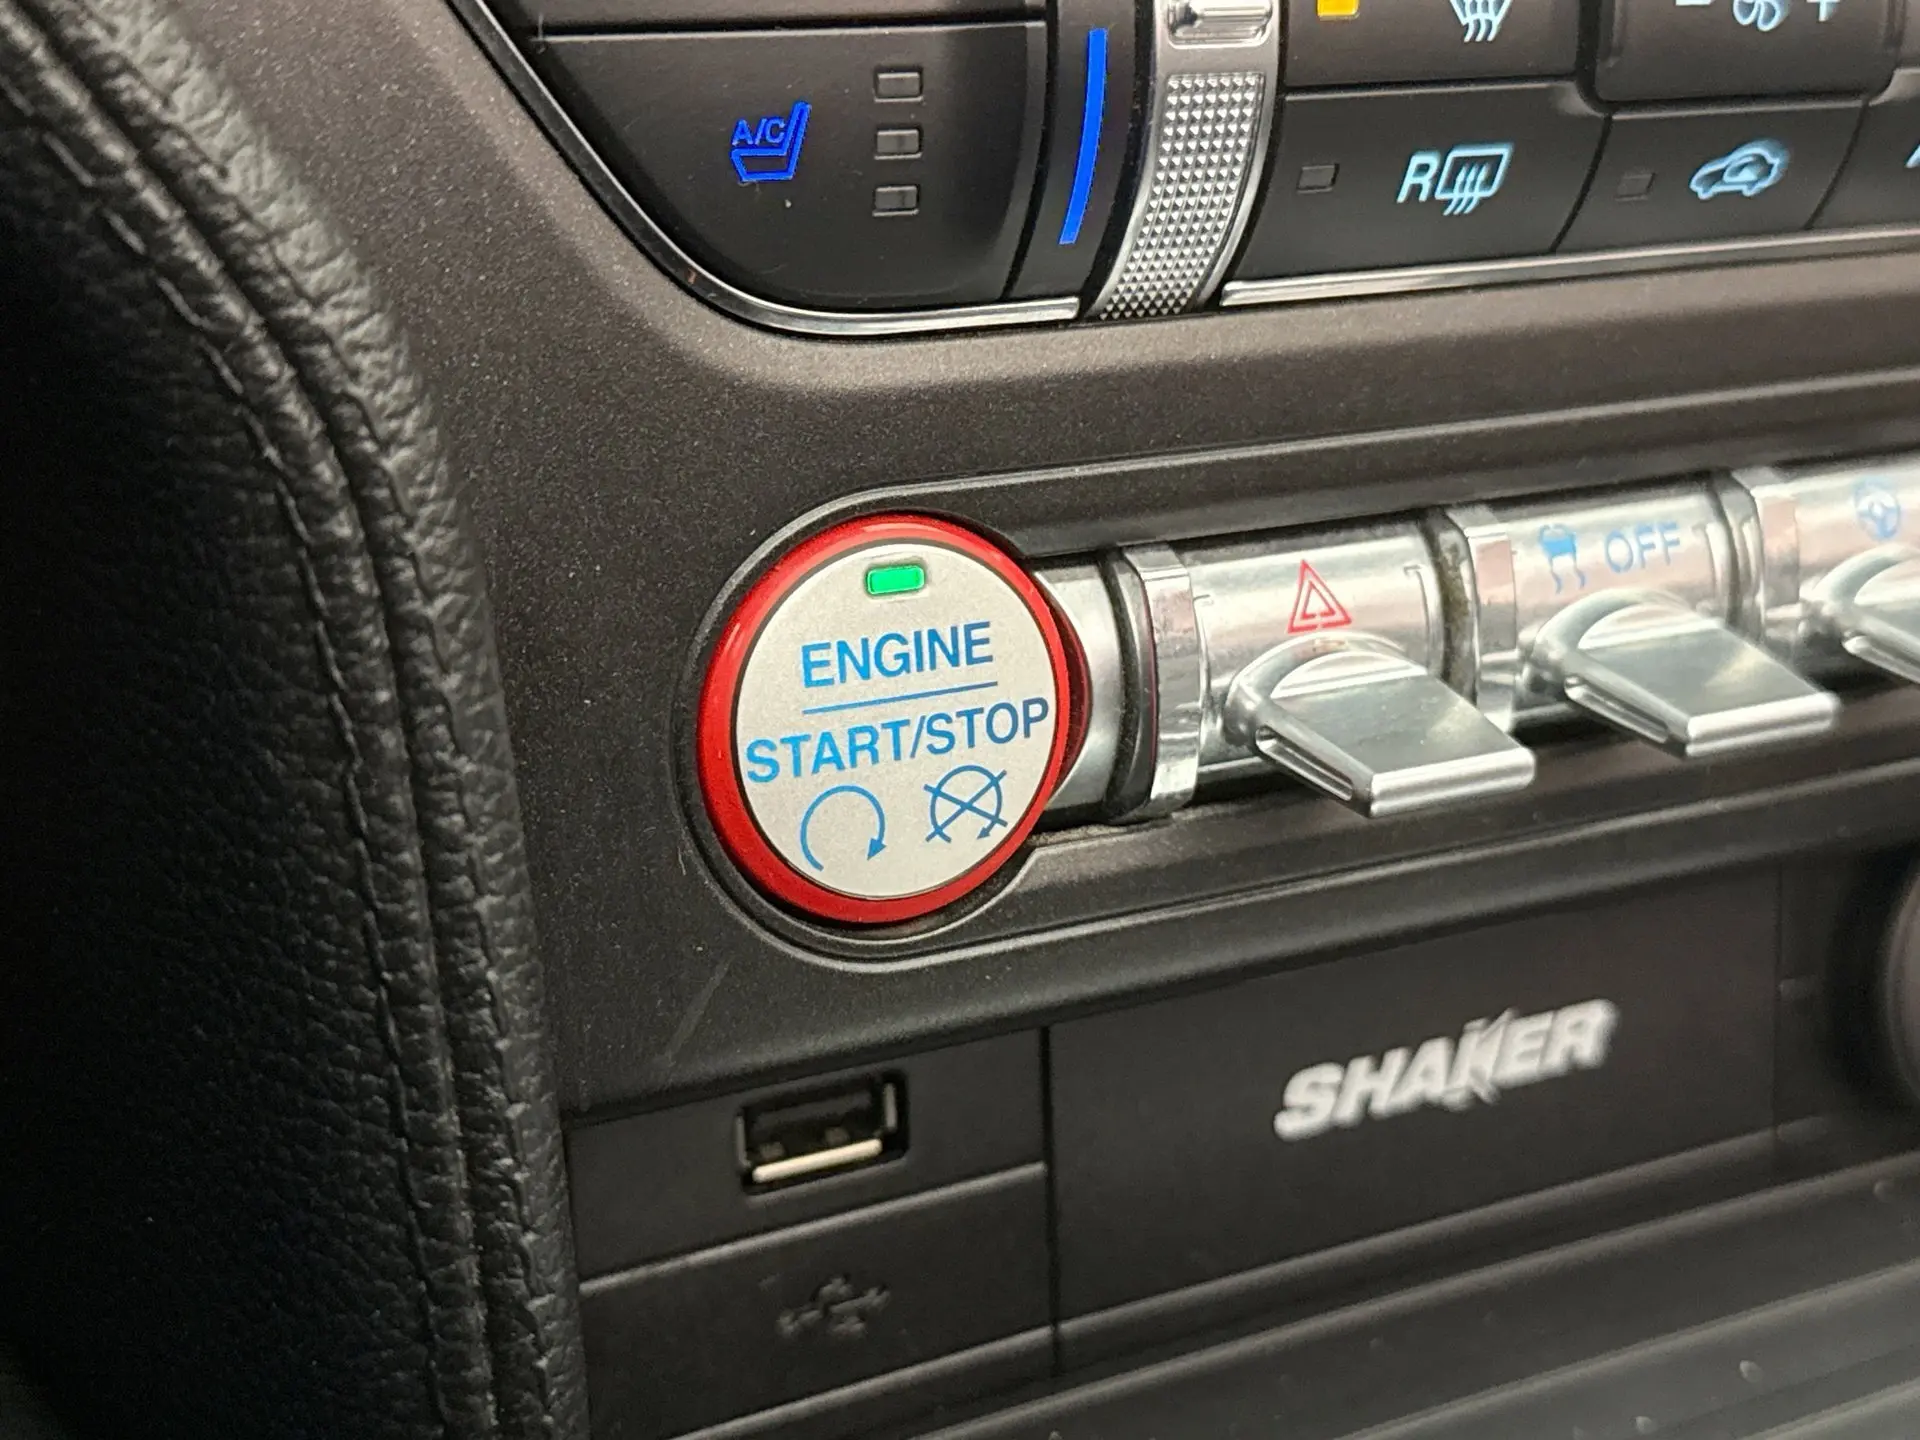 A/C
R
OFF
ENGINE
START/STOP
SHAKER